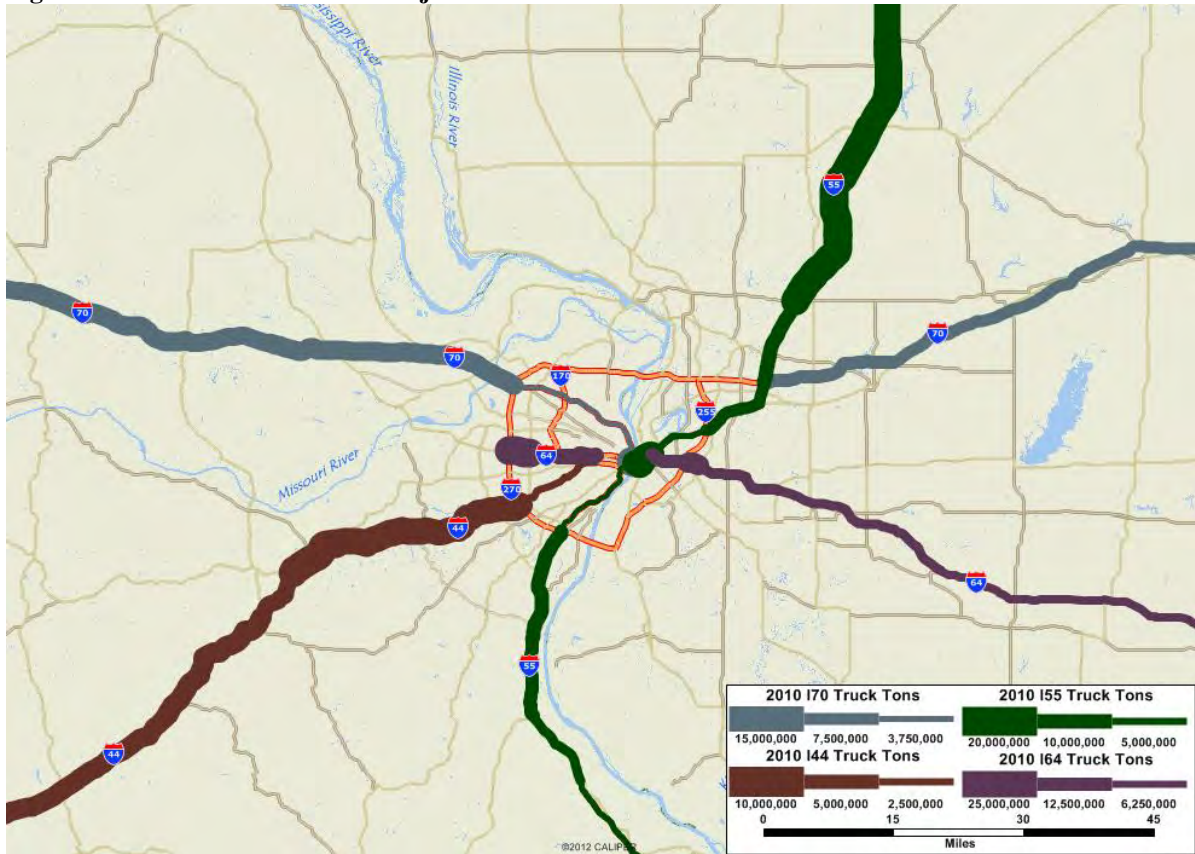 Mississippi River
Illinois River
55
70
70
70
170
255
64
270
Missouri River
44
64
55
44
2010 I70 Truck Tons
15,000,000 7,500,000 3,750,000
2010 I55 Truck Tons
20,000,000 10,000,000 5,000,000
2010 I44 Truck Tons
10,000,000 5,000,000 2,500,000
2010 I64 Truck Tons
25,000,000 12,500,000 6,250,000
0 15 30 45
Miles
©2012 CALIPER